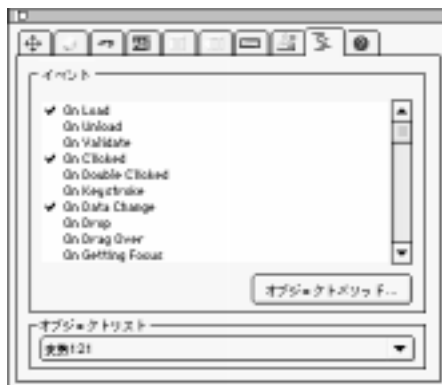 イベント
On Load
On Unload
On Validate
On Clicked
On Double Clicked
On Keystroke
On Data Change
On Drop
On Drag Over
On Getting Focus
オブジェクトメソッド...
オブジェクトリスト
変数121